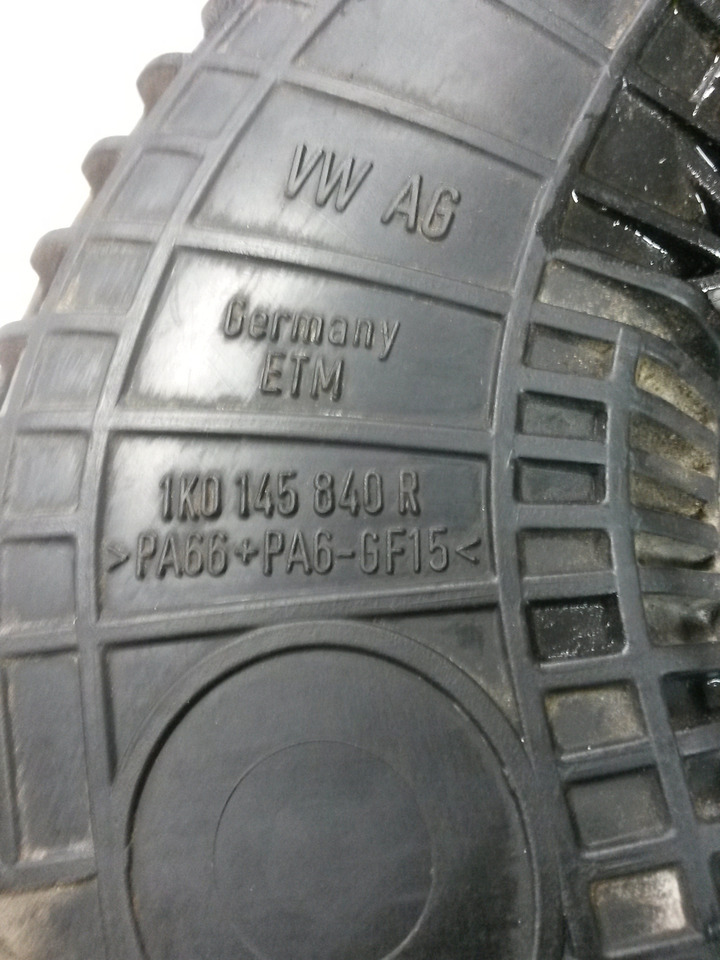 VW AG
Germany
ETM
1K0 145 840 R
>PA66+PA6-GF15<